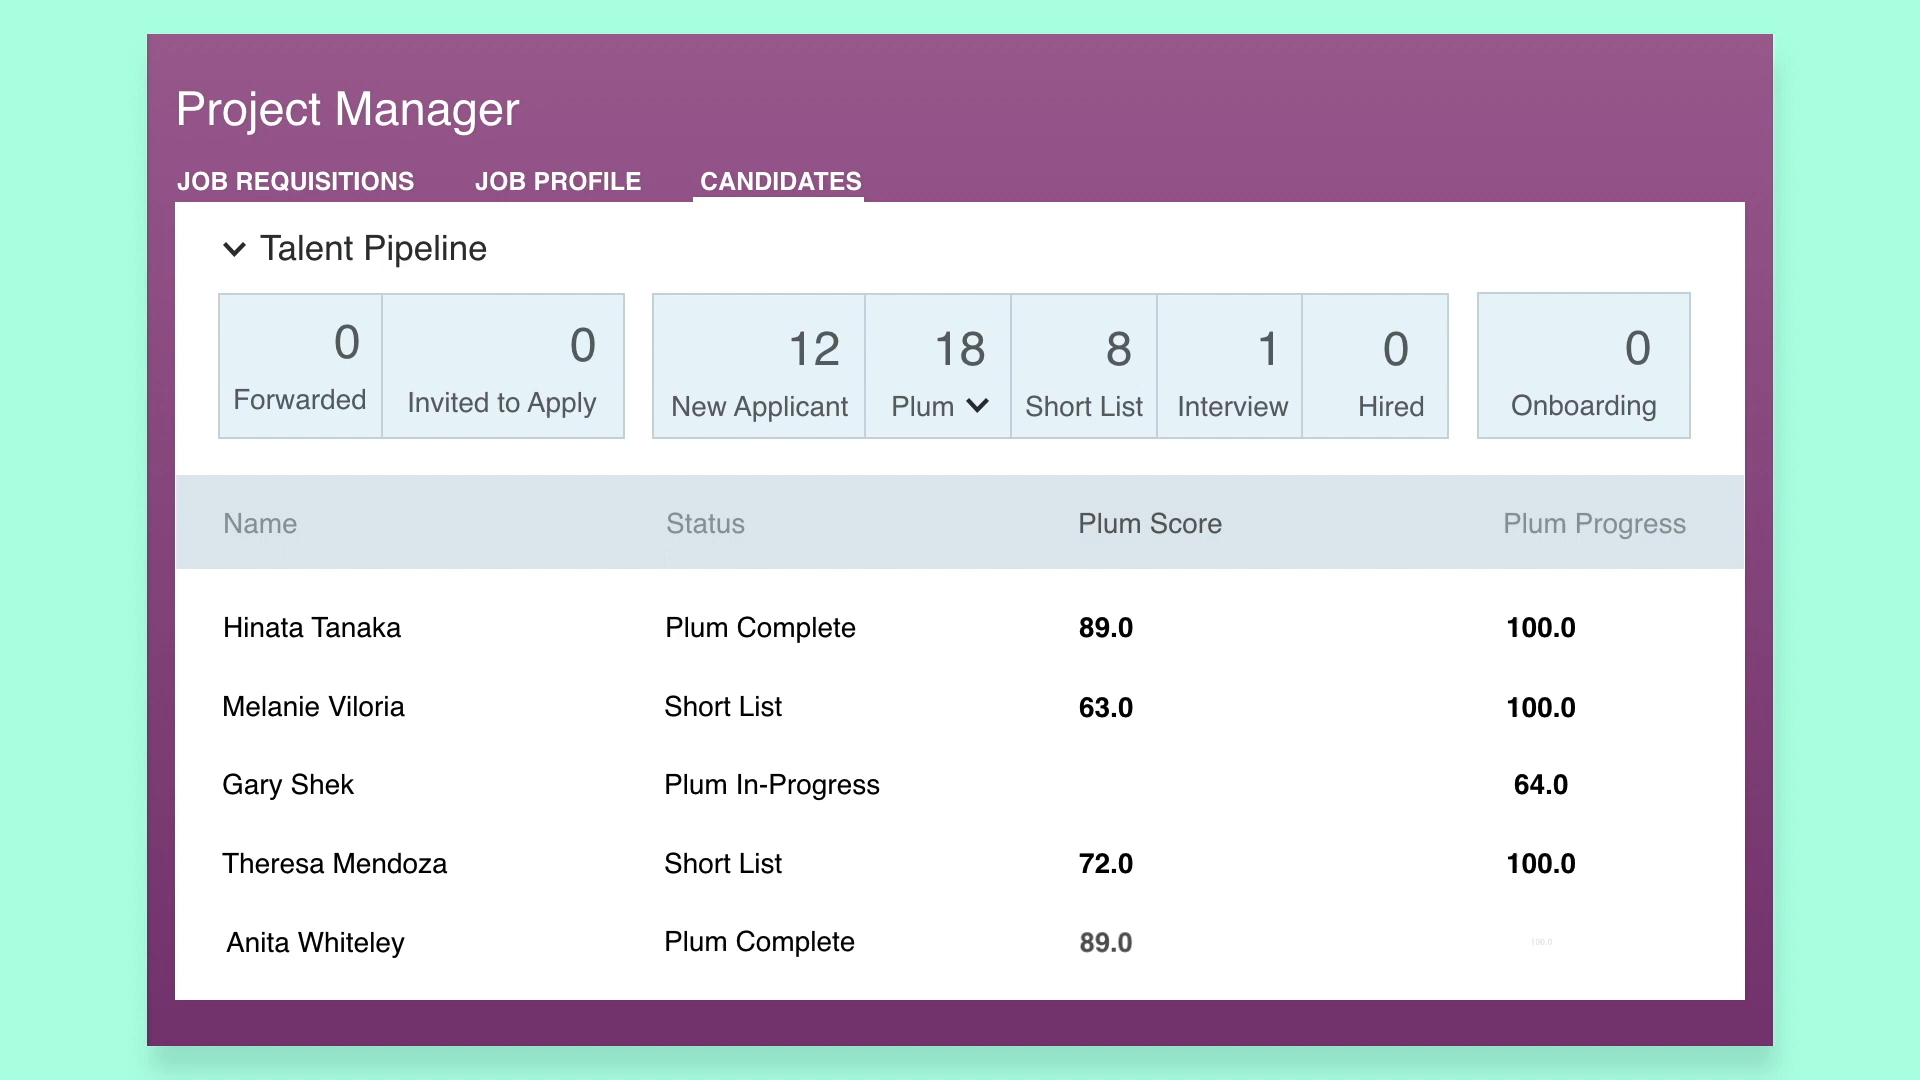 Project Manager
JOB REQUISITIONS JOB PROFILE CANDIDATES
Talent Pipeline
0 0 12 18 8 1 0 0
Forwarded Invited to Apply New Applicant Plum Short List Interview Hired Onboarding
Name Status Plum Score Plum Progress
Hinata Tanaka Plum Complete 89.0 100.0
Melanie Viloria Short List 63.0 100.0
Gary Shek Plum In-Progress 64.0
Theresa Mendoza Short List 72.0 100.0
Anita Whiteley Plum Complete 89.0 100.0